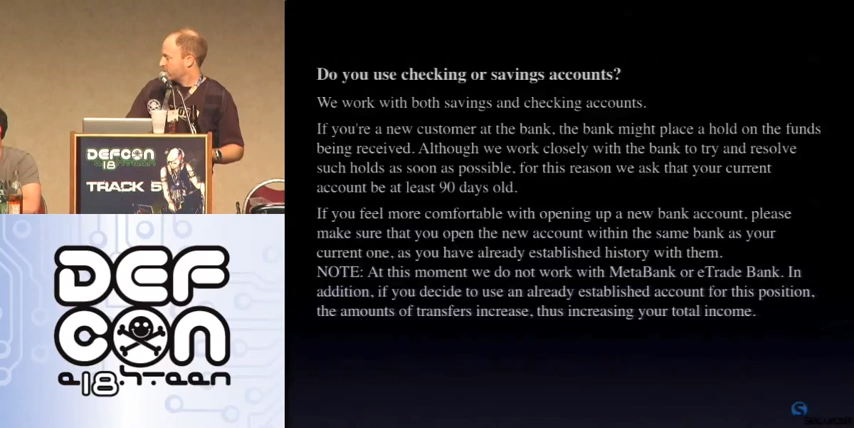 DEFCON
18
TRACK 5
DEF
CON
e18hteen
Do you use checking or savings accounts?
We work with both savings and checking accounts.
If you're a new customer at the bank, the bank might place a hold on the funds
being received. Although we work closely with the bank to try and resolve
such holds as soon as possible, for this reason we ask that your current
account be at least 90 days old.
If you feel more comfortable with opening up a new bank account, please
make sure that you open the new account within the same bank as your
current one, as you have already established history with them.
NOTE: At this moment we do not work with MetaBank or eTrade Bank. In
addition, if you decide to use an already established account for this position,
the amounts of transfers increase, thus increasing your total income.